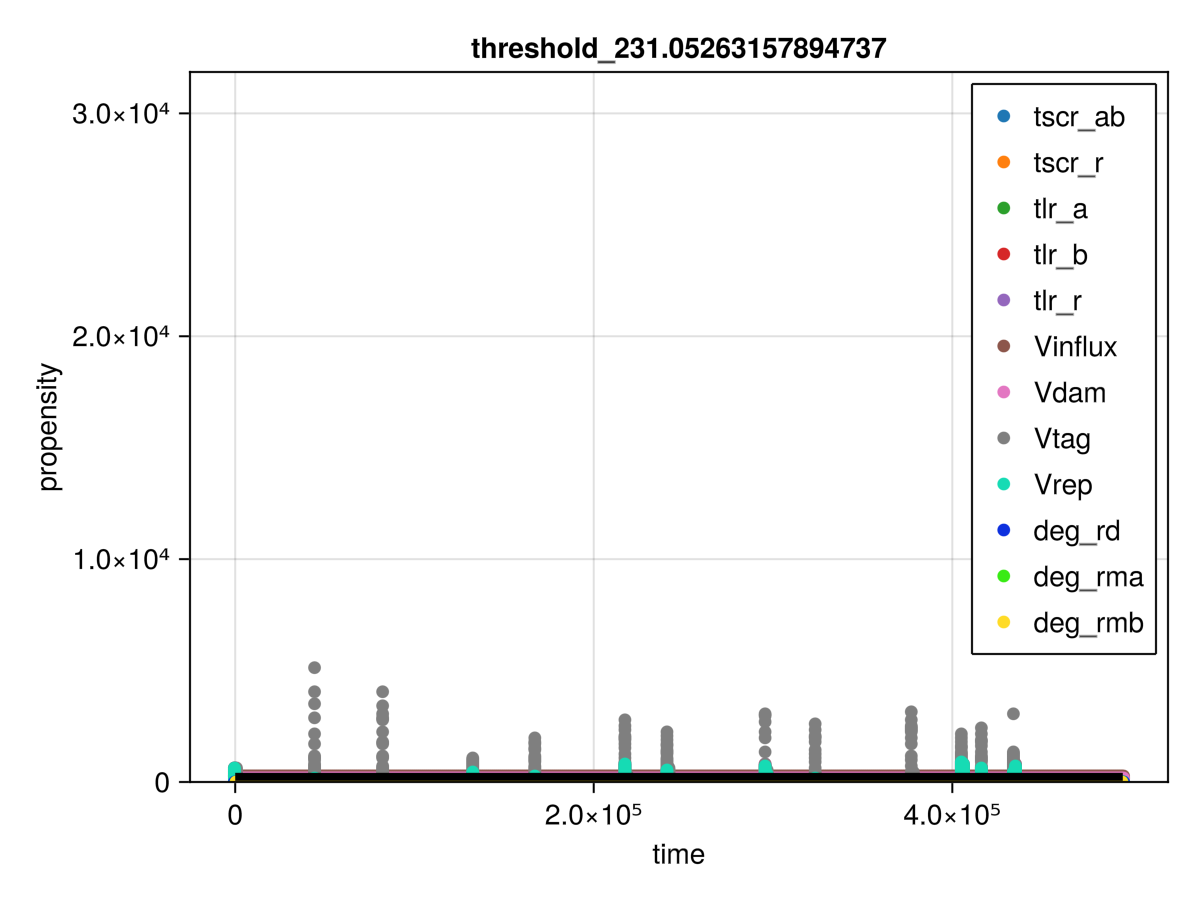 threshold_231.05263157894737
3.0×10⁴
2.0×10⁴
1.0×10⁴
0
propensity
0
2.0×10⁵
4.0×10⁵
time
tscr_ab
tscr_r
tlr_a
tlr_b
tlr_r
Vinflux
Vdam
Vtag
Vrep
deg_rd
deg_rma
deg_rmb